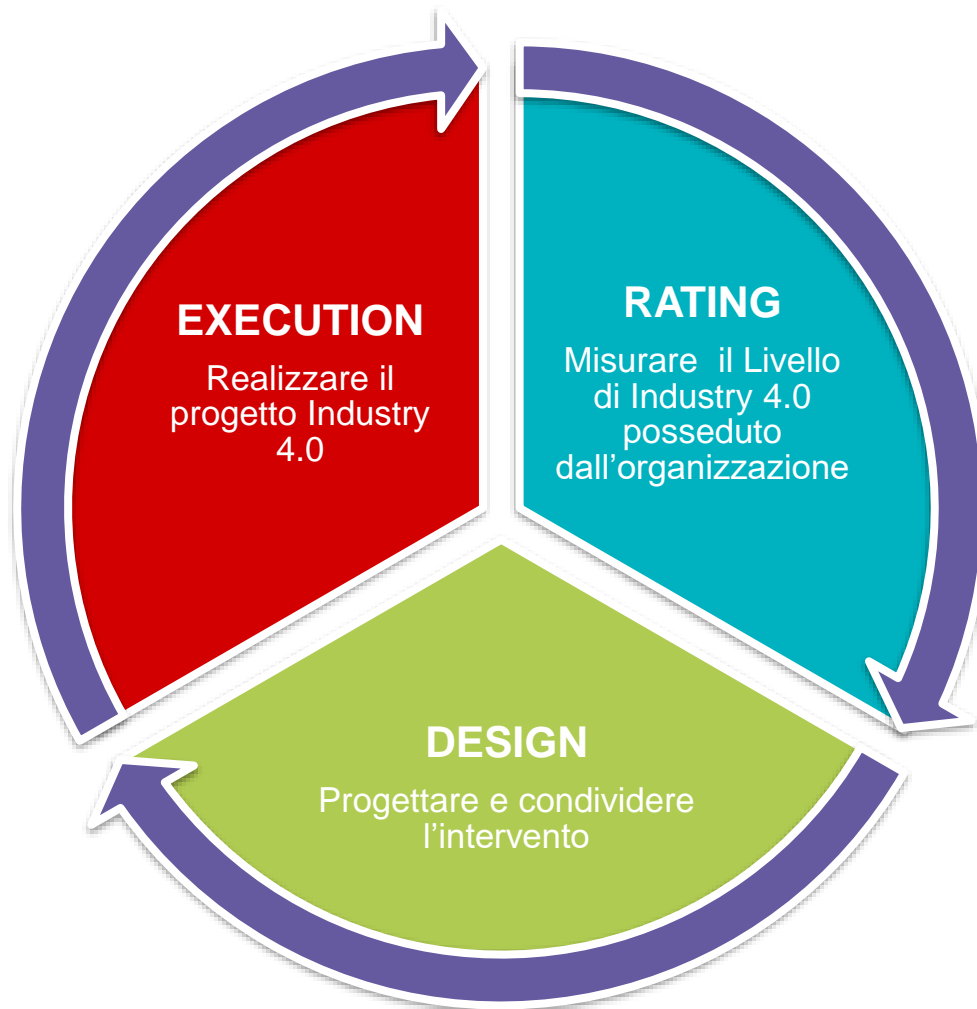 EXECUTION
Realizzare il
progetto Industry
4.0
RATING
Misurare  il Livello
di Industry 4.0
posseduto
dall’organizzazione
DESIGN
Progettare e condividere
l’intervento